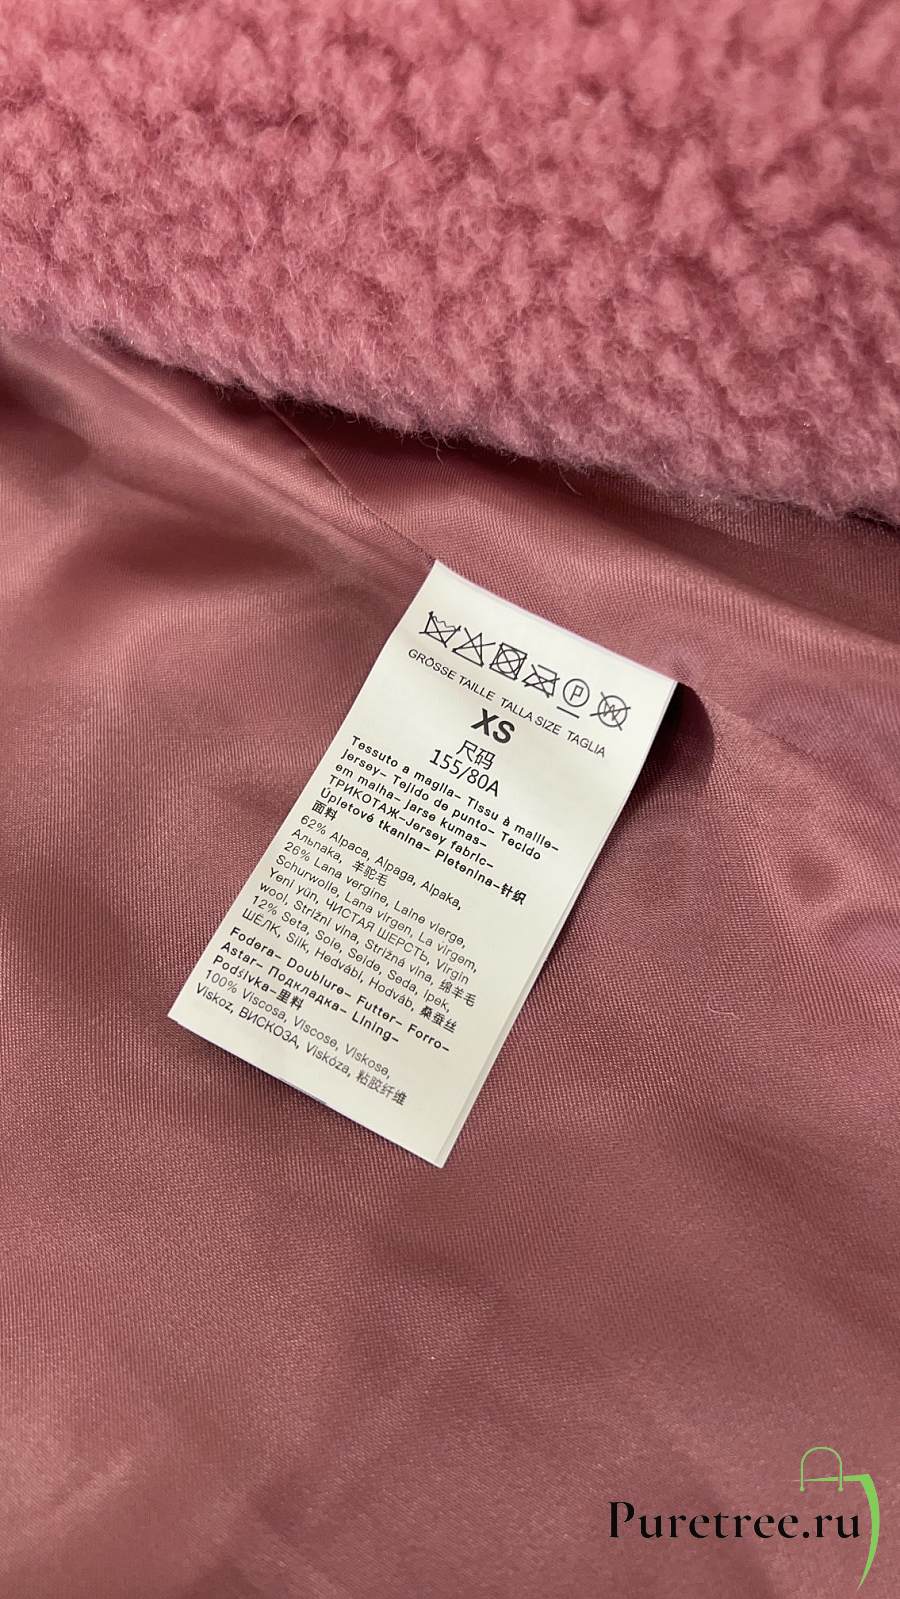 GRÖSSE TAILLE TALLA SIZE TAGLIA
XS
尺码
155/80A
Tessuto a maglia– Tissu à maille–
jersey– Tejido de punto– Tecido
em malha– jarse kumas–
ТРИКОТАЖ–Jersey fabric–
Úpletové tkanina– Pletenina–针织
面料
62% Alpaca, Alpaga, Alpaka,
Альпака, 羊驼毛
26% Lana vergine, Laine vierge,
Schurwolle, Lana virgen, La virgem,
Yeni yün, ЧИСТАЯ ШЕРСТЬ, Virgin
wool, Strižni vlna, Strižná vlna, 绵羊毛
12% Seta, Soie, Seide, Seda, ipek,
ШЁЛК, Silk, Hedvábí, Hodváb, 桑蚕丝
Fodera– Doublure– Futter– Forro–
Astar– Подкладка– Lining–
Podšívka–里料
100% Viscosa, Viscose, Viskose,
Viskoz, ВИСКОЗА, Viskóza, 粘胶纤维
Puretree.ru